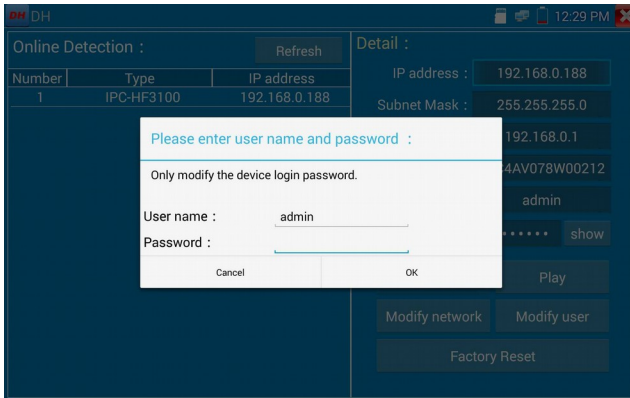 DH DH
12:29 PM
Online Detection :
Refresh
Number Type IP address
1 IPC-HF3100 192.168.0.188
Detail :
IP address : 192.168.0.188
Subnet Mask : 255.255.255.0
192.168.0.1
4AV078W00212
admin
•••••• show
Play
Modify network Modify user
Factory Reset
Please enter user name and password :
Only modify the device login password.
User name : admin
Password :
Cancel OK